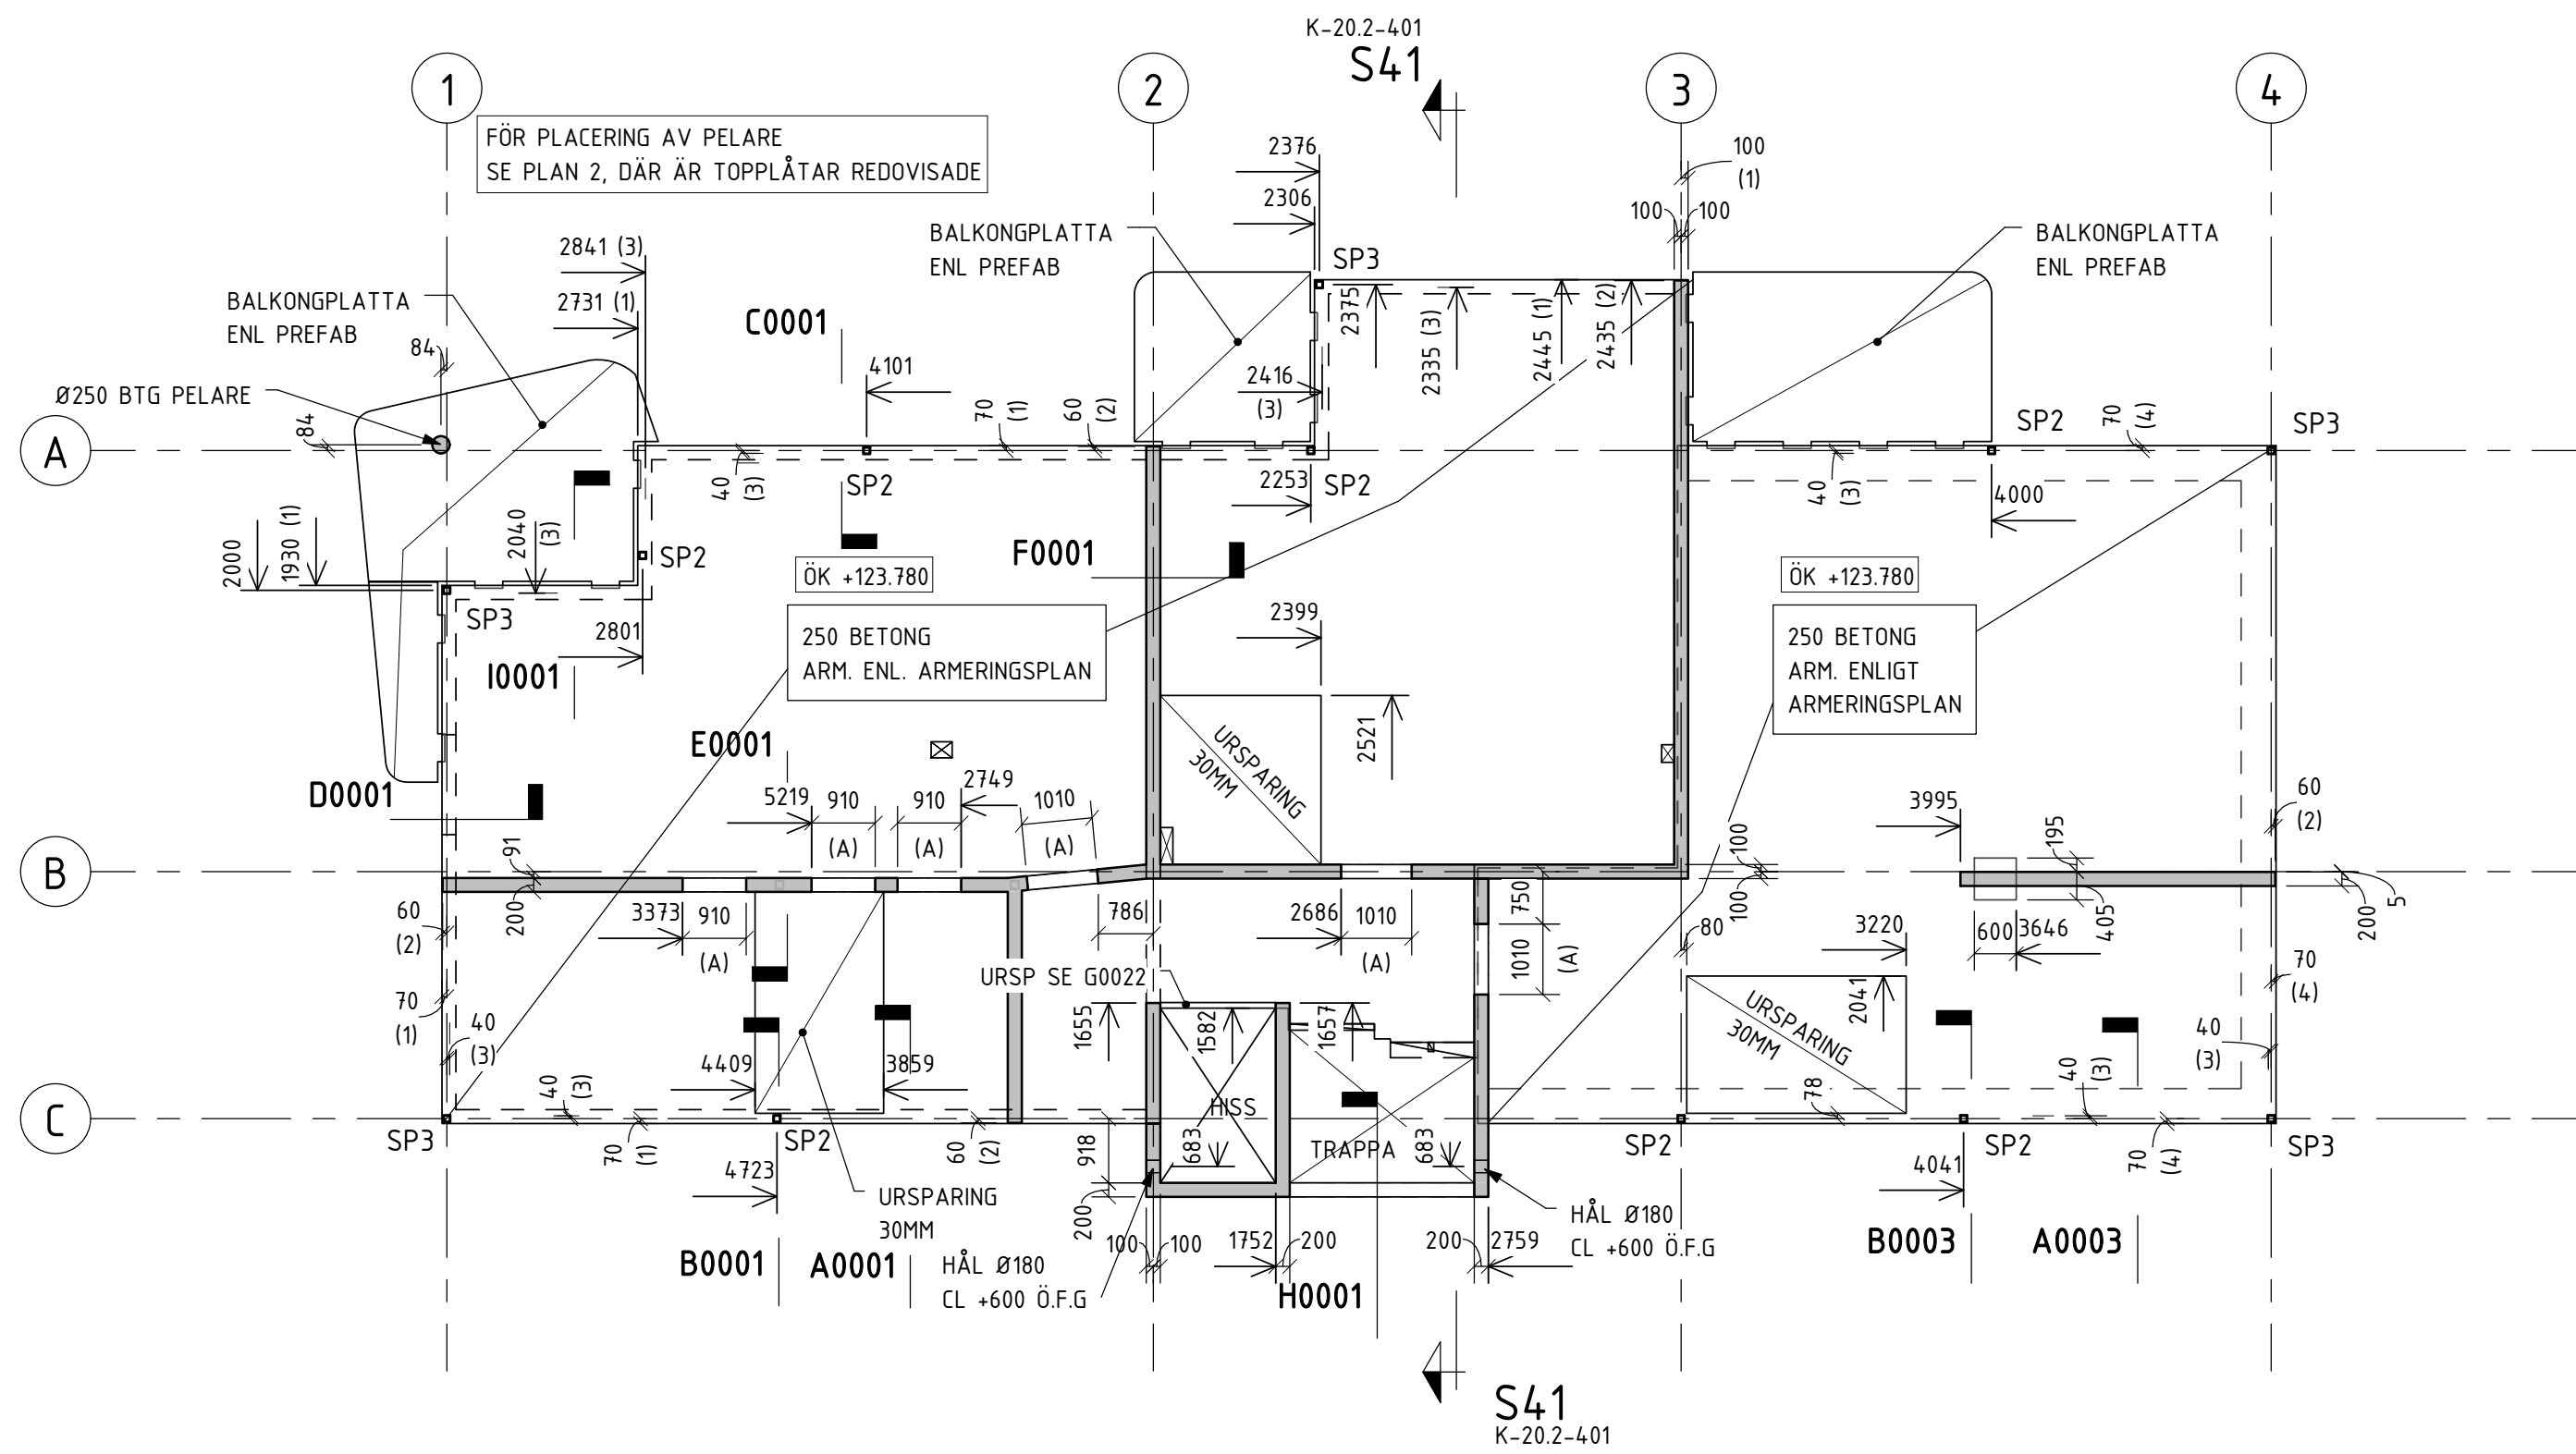 K-20.2-401
S41
1
2
3
4
FÖR PLACERING AV PELARE
SE PLAN 2, DÄR ÄR TOPPLÅTAR REDOVISADE
2376
2306
100
(1)
100
100
2841 (3)
2731 (1)
BALKONGPLATTA
ENL PREFAB
BALKONGPLATTA
ENL PREFAB
BALKONGPLATTA
ENL PREFAB
SP3
C0001
84
4101
2375
2335 (3)
2445 (1)
2435 (2)
2416
(3)
Ø250 BTG PELARE
84
70
(1)
60
(2)
SP2
70
(4)
SP3
A
40
(3)
SP2
2253
SP2
40
(3)
4000
2000
1930 (1)
2040
(3)
SP2
F0001
ÖK +123.780
ÖK +123.780
SP3
2801
250 BETONG
ARM. ENL. ARMERINGSPLAN
2399
250 BETONG
ARM. ENLIGT
ARMERINGSPLAN
I0001
E0001
2521
URSPARING
30MM
D0001
5219
910
(A)
910
(A)
2749
1010
(A)
3995
195
60
(2)
B
91
200
100
100
405
5
200
60
(2)
3373
910
(A)
786
2686
1010
(A)
750
1010
(A)
80
3220
600
3646
URSP SE G0022
70
(1)
40
(3)
1655
1582
1657
URSPARING
30MM
2041
70
(4)
40
(3)
4409
3859
40
(3)
78
40
(3)
HISS
C
SP3
70
(1)
SP2
60
(2)
918
683
TRAPPA
683
SP2
SP2
70
(4)
SP3
4723
4041
URSPARING
30MM
200
HÅL Ø180
CL +600 Ö.F.G
100
100
1752
200
200
2759
B0001
A0001
HÅL Ø180
CL +600 Ö.F.G
H0001
B0003
A0003
S41
K-20.2-401